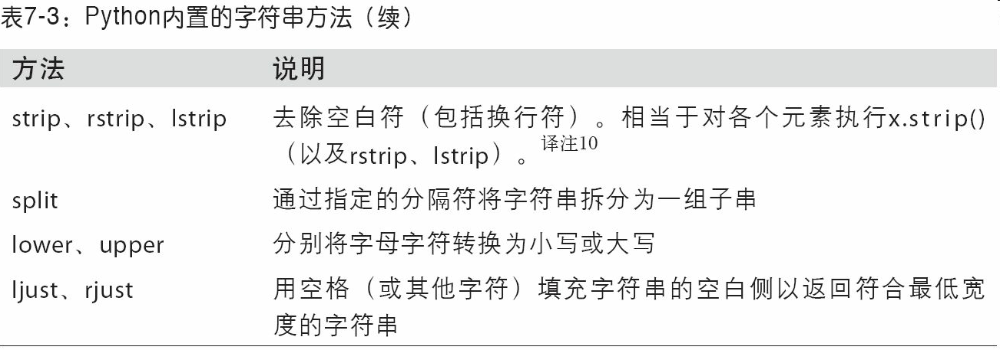 表7-3：Python内置的字符串方法（续）
方法 说明
strip、rstrip、lstrip 去除空白符（包括换行符）。相当于对各个元素执行x.strip()
（以及rstrip、lstrip）。译注10
split 通过指定的分隔符将字符串拆分为一组子串
lower、upper 分别将字母字符转换为小写或大写
ljust、rjust 用空格（或其他字符）填充字符串的空白侧以返回符合最低宽
度的字符串